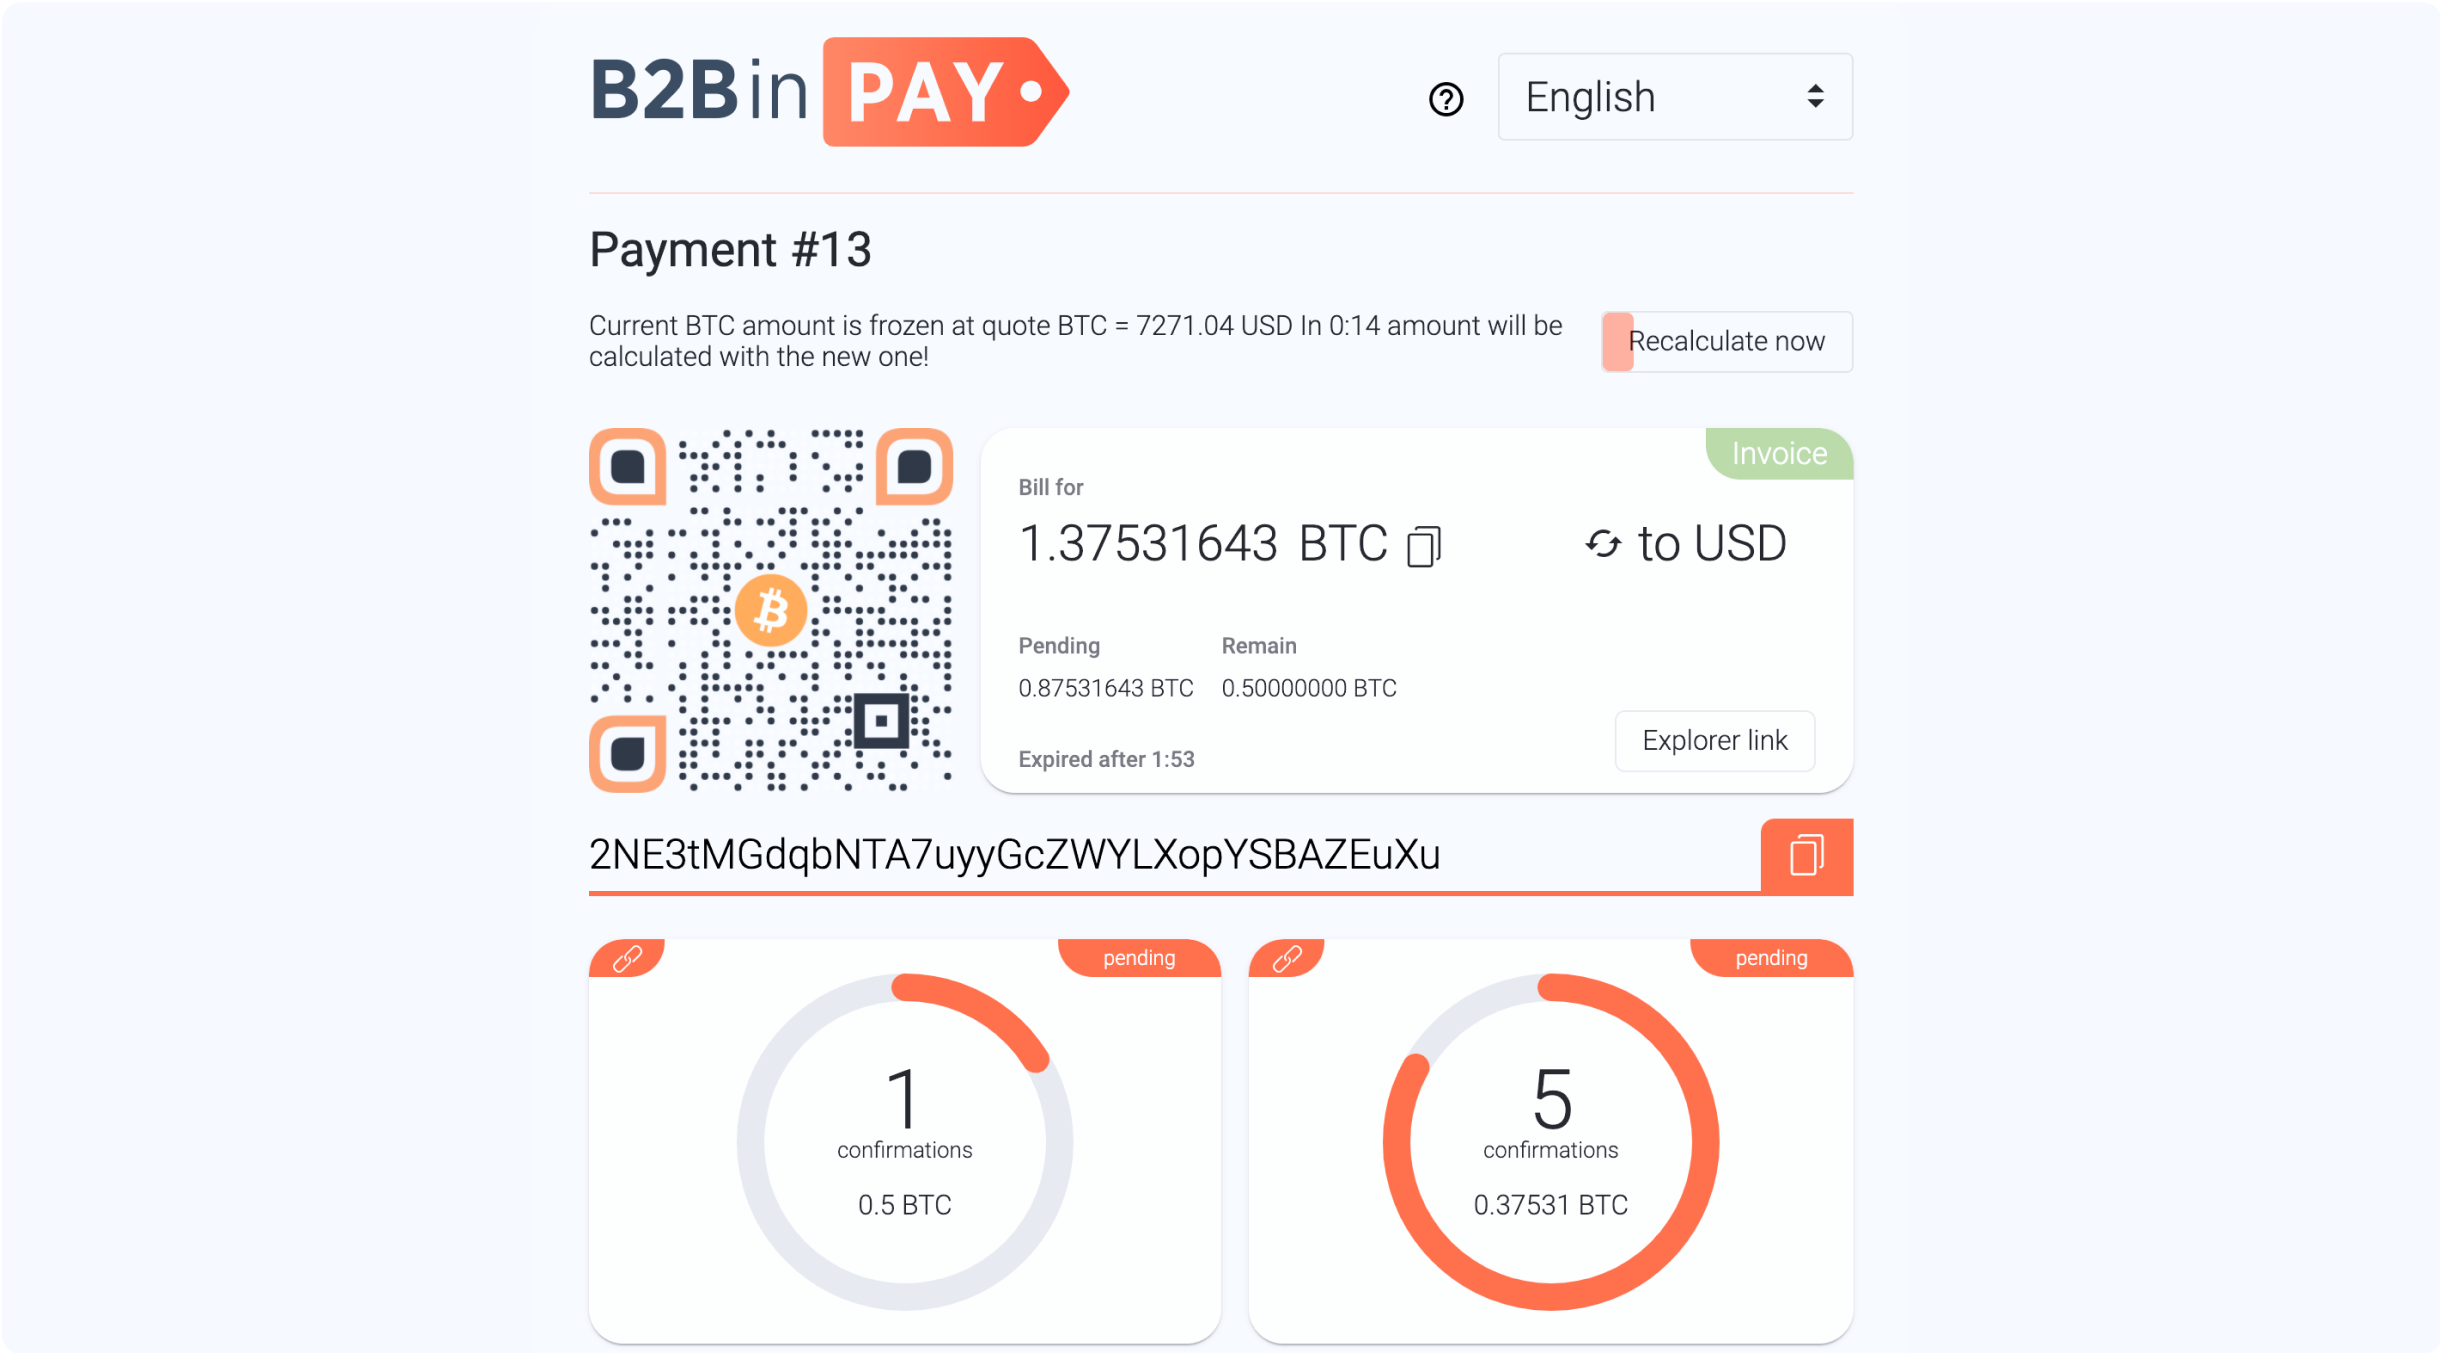 B2Bin PAY
English
Payment #13
Current BTC amount is frozen at quote BTC = 7271.04 USD In 0:14 amount will be
calculated with the new one!
Recalculate now
Invoice
Bill for
1.37531643 BTC
to USD
Pending Remain
0.87531643 BTC 0.50000000 BTC
Expired after 1:53
Explorer link
2NE3tMGdqbNTA7uyyGcZWYLXopYSBAZEuXu
pending
1
confirmations
0.5 BTC
pending
5
confirmations
0.37531 BTC